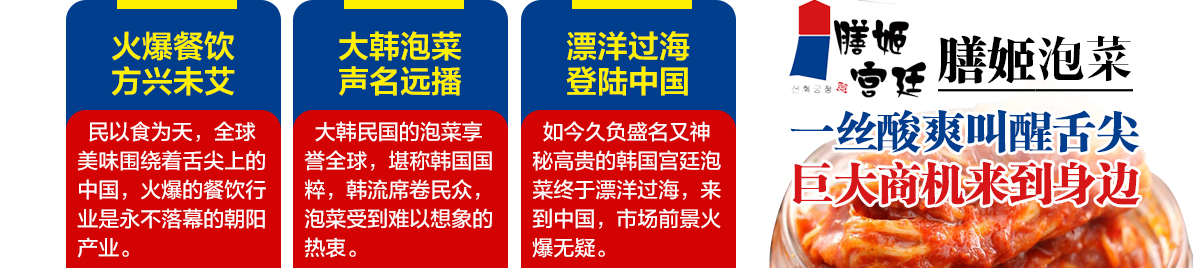 火爆餐饮
方兴未艾
民以食为天，全球
美味围绕着舌尖上的
中国，火爆的餐饮行
业是永不落幕的朝阳
产业。
大韩泡菜
声名远播
大韩民国的泡菜享
誉全球，堪称韩国国
粹，韩流席卷民众，
泡菜受到难以想象的
热衷。
漂洋过海
登陆中国
如今久负盛名又神
秘高贵的韩国宫廷泡
菜终于漂洋过海，来
到中国，市场前景火
爆无疑。
膳姬
宫廷
膳姬泡菜
一丝酸爽叫醒舌尖
巨大商机来到身边